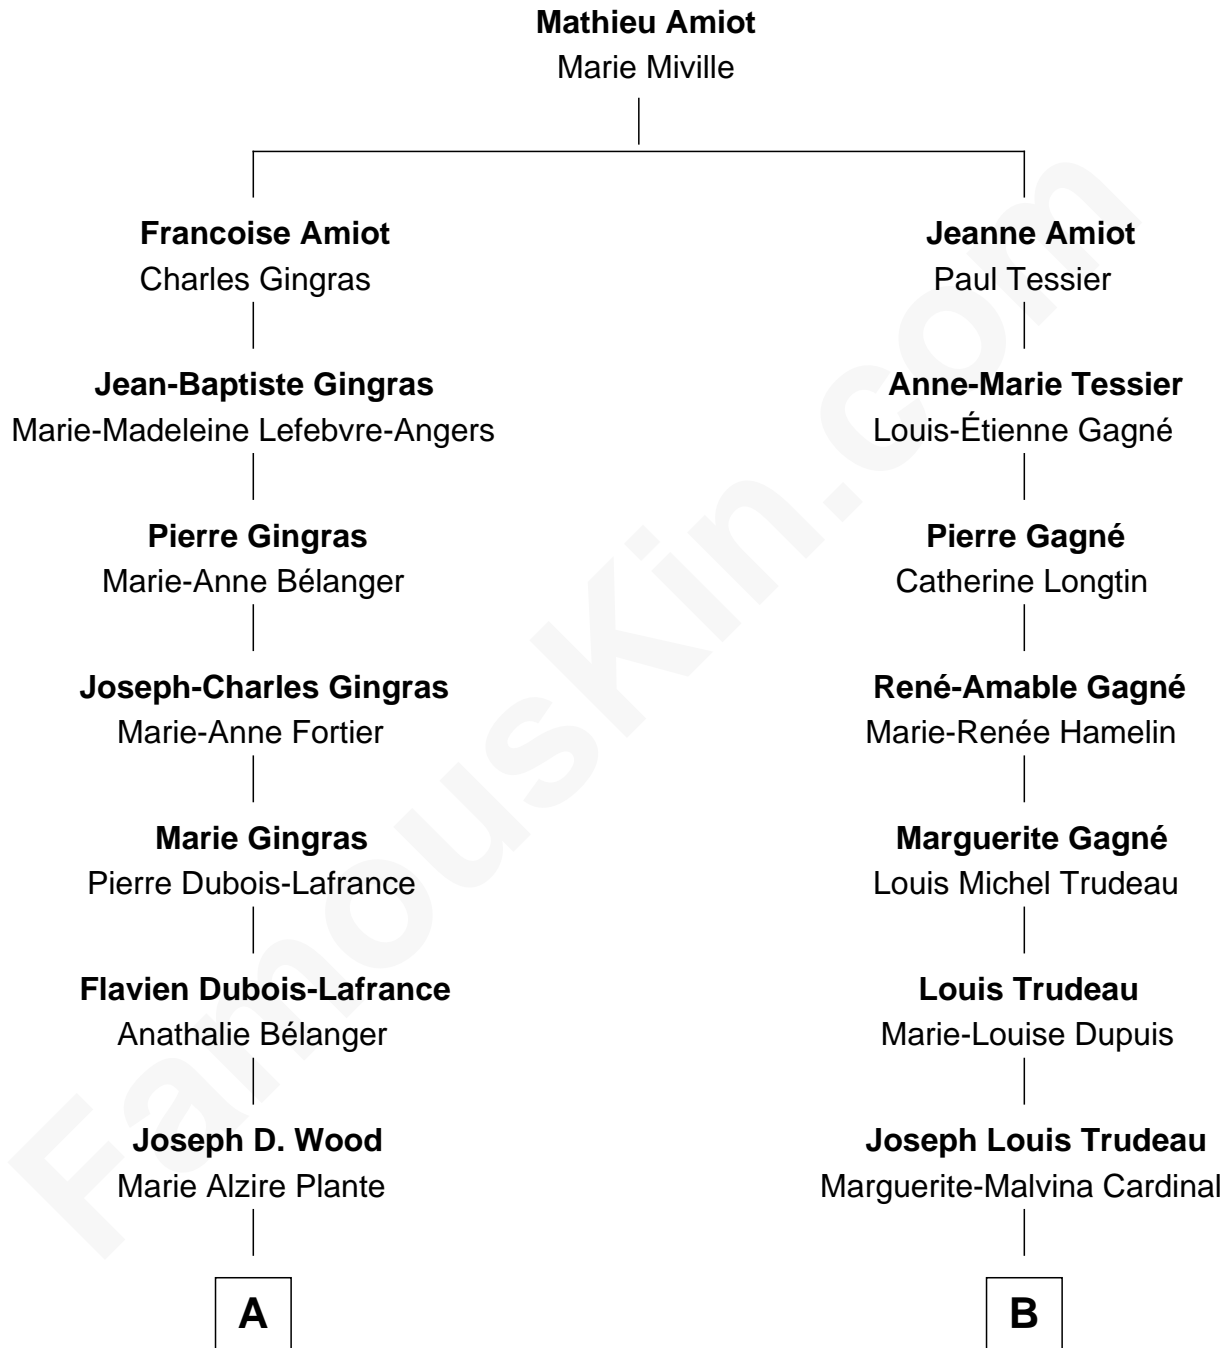 Mathieu Amiot
Marie Miville
Francoise Amiot
Charles Gingras
Jean-Baptiste Gingras
Marie-Madeleine Lefebvre-Angers
Pierre Gingras
Marie-Anne Bélanger
Joseph-Charles Gingras
Marie-Anne Fortier
Marie Gingras
Pierre Dubois-Lafrance
Flavien Dubois-Lafrance
Anathalie Bélanger
Joseph D. Wood
Marie Alzire Plante
A
Jeanne Amiot
Paul Tessier
Anne-Marie Tessier
Louis-Étienne Gagné
Pierre Gagné
Catherine Longtin
René-Amable Gagné
Marie-Renée Hamelin
Marguerite Gagné
Louis Michel Trudeau
Louis Trudeau
Marie-Louise Dupuis
Joseph Louis Trudeau
Marguerite-Malvina Cardinal
B
FamousKin.com